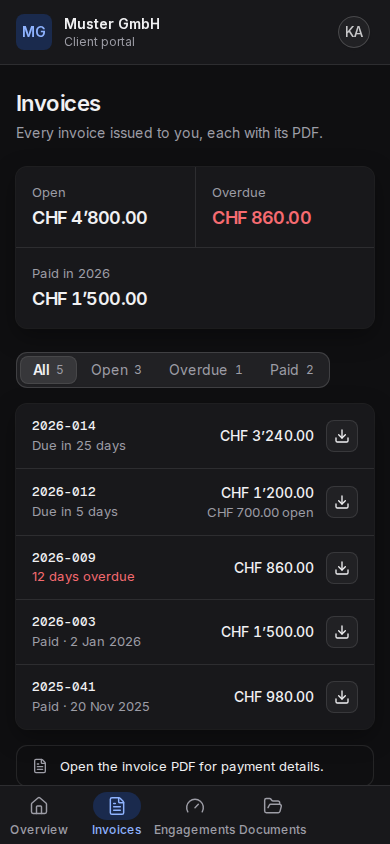 MG
Muster GmbH
Client portal
KA
Invoices
Every invoice issued to you, each with its PDF.
Open
CHF 4’800.00
Overdue
CHF 860.00
Paid in 2026
CHF 1’500.00
All 5
Open 3
Overdue 1
Paid 2
2026-014
Due in 25 days
CHF 3’240.00
2026-012
Due in 5 days
CHF 1’200.00
CHF 700.00 open
2026-009
12 days overdue
CHF 860.00
2026-003
Paid · 2 Jan 2026
CHF 1’500.00
2025-041
Paid · 20 Nov 2025
CHF 980.00
Open the invoice PDF for payment details.
Overview
Invoices
Engagements
Documents